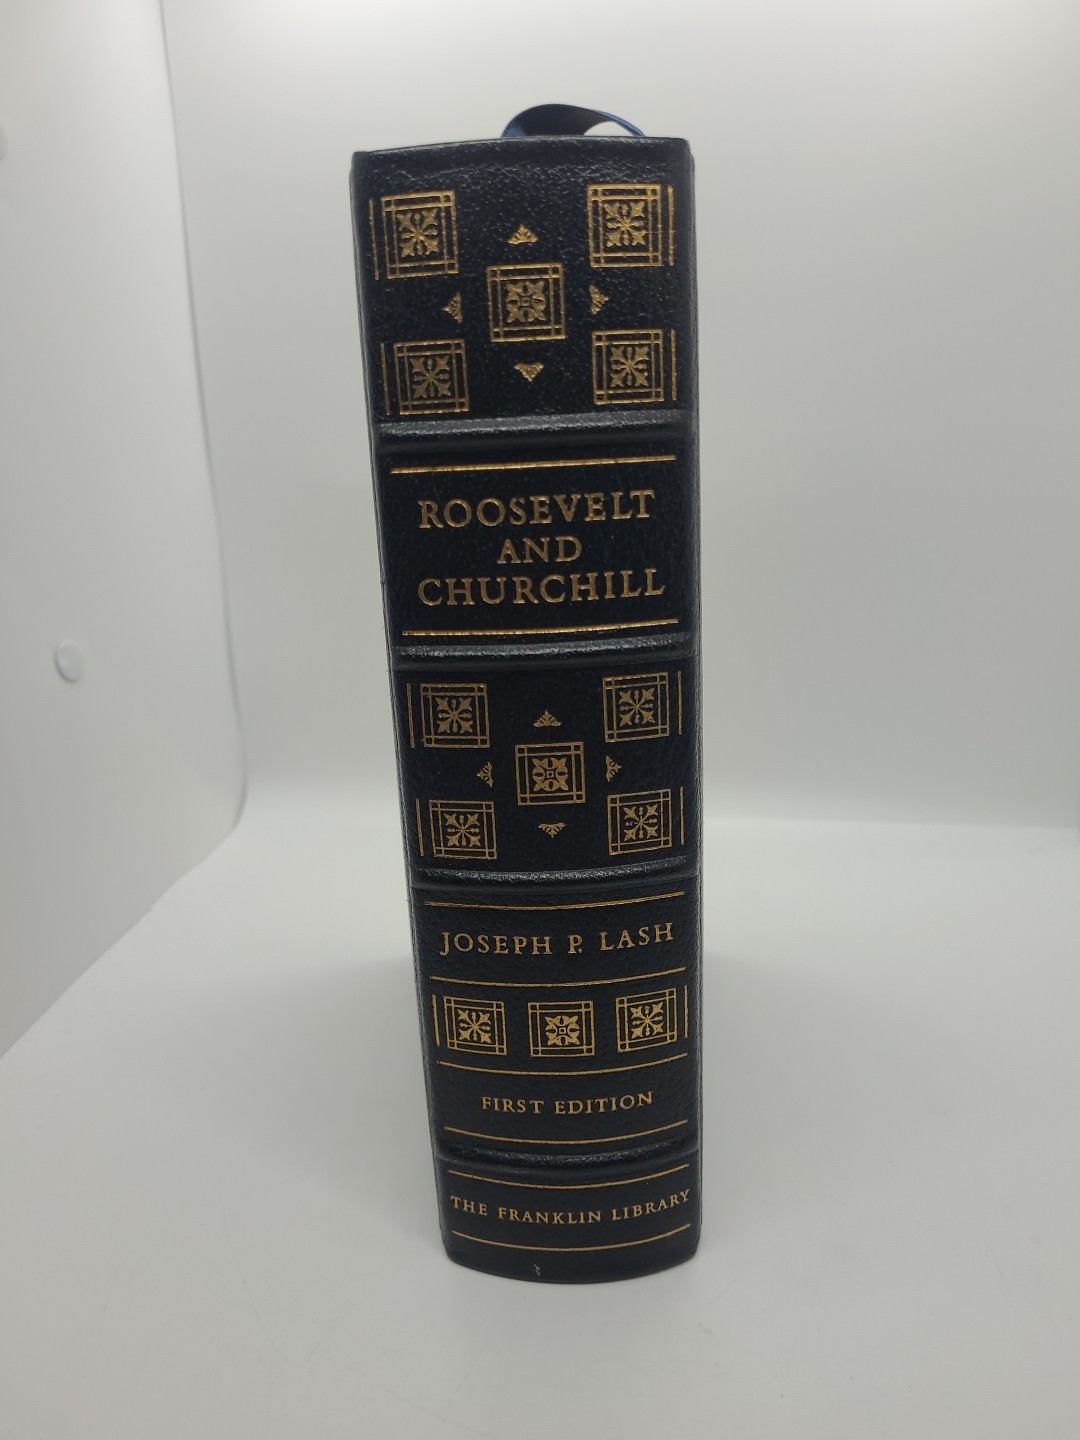 ROOSEVELT
AND
CHURCHILL
JOSEPH P. LASH
FIRST EDITION
THE FRANKLIN LIBRARY